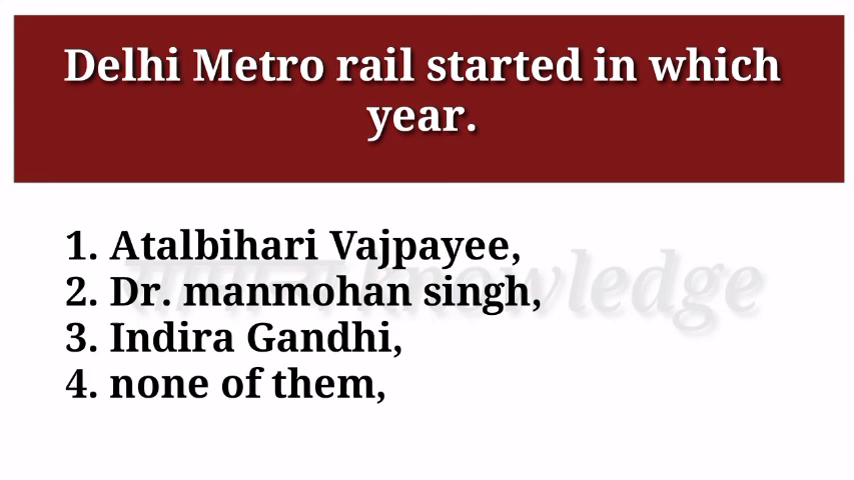 Delhi Metro rail started in which
year.
1. Atalbihari Vajpayee,
2. Dr. manmohan singh,
3. Indira Gandhi,
4. none of them,
knowledge